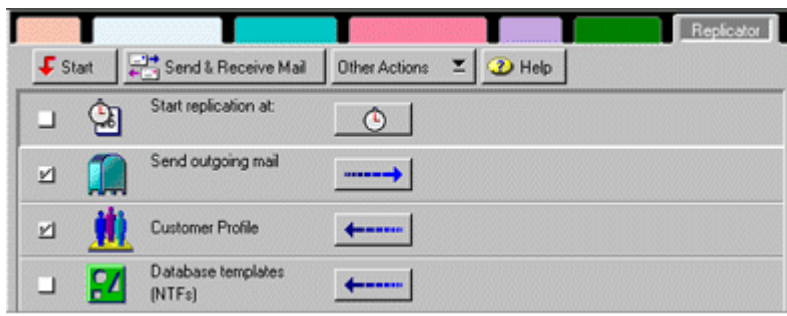 Replicator
Start
Send & Receive Mail
Other Actions
Help
Start replication at:
Send outgoing mail
Customer Profile
Database templates
(NTFs)